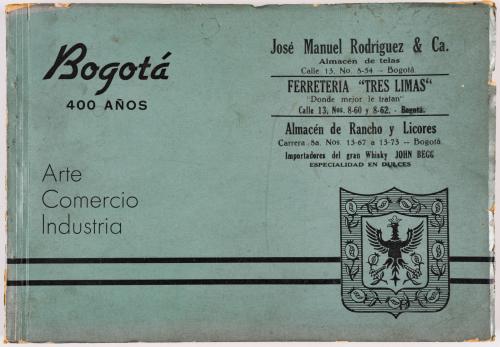 Bogotá
400 AÑOS
Arte
Comercio
Industria
José Manuel Rodríguez & Ca.
Almacén de telas
Calle 13. No. 8-54 — Bogotá.
FERRETERIA "TRES LIMAS"
"Donde mejor le tratan"
Calle 13, Nos. 8-60 y 8-62. - Bogotá.
Almacén de Rancho y Licores
Carrera 8a. Nos. 13-67 a 13-73 — Bogotá
Importadores del gran Whisky JOHN BEGG
ESPECIALIDAD EN DULCES